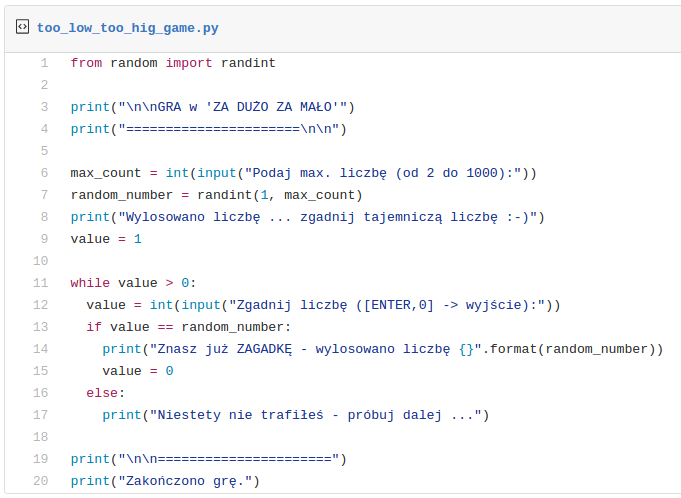 too_low_too_hig_game.py
1 from random import randint
2
3 print("\n\nGRA w 'ZA DUŻO ZA MAŁO'")
4 print("======================\n\n")
5
6 max_count = int(input("Podaj max. liczbę (od 2 do 1000):"))
7 random_number = randint(1, max_count)
8 print("Wylosowano liczbę ... zgadnij tajemniczą liczbę :-)")
9 value = 1
10
11 while value > 0:
12   value = int(input("Zgadnij liczbę ([ENTER,0] -> wyjście):"))
13   if value == random_number:
14     print("Znasz już ZAGADKĘ - wylosowano liczbę {}".format(random_number))
15     value = 0
16   else:
17     print("Niestety nie trafiłeś - próbuj dalej ...")
18
19 print("\n\n======================")
20 print("Zakończono grę.")